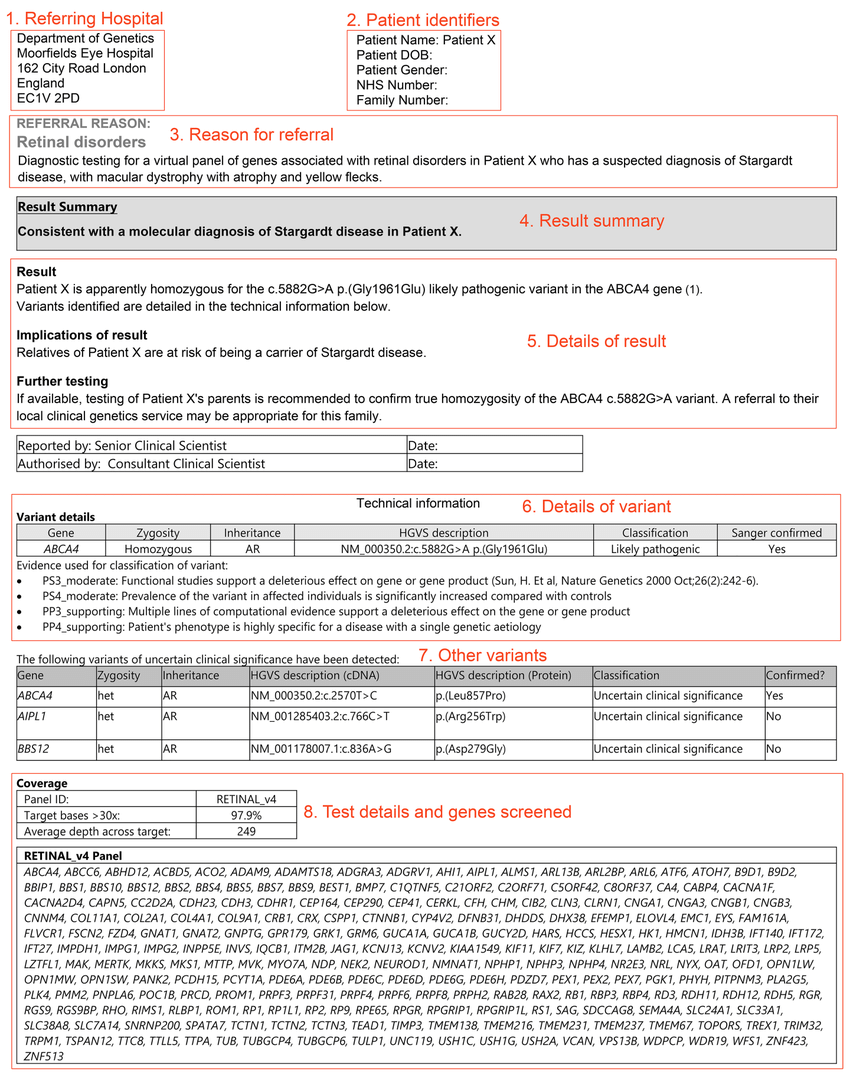 1. Referring Hospital
Department of Genetics
Moorfields Eye Hospital
162 City Road London
England
EC1V 2PD
2. Patient identifiers
Patient Name: Patient X
Patient DOB:
Patient Gender:
NHS Number:
Family Number:
REFERRAL REASON:
Retinal disorders
3. Reason for referral
Diagnostic testing for a virtual panel of genes associated with retinal disorders in Patient X who has a suspected diagnosis of Stargardt
disease, with macular dystrophy with atrophy and yellow flecks.
Result Summary
Consistent with a molecular diagnosis of Stargardt disease in Patient X.
4. Result summary
Result
Patient X is apparently homozygous for the c.5882G>A p.(Gly1961Glu) likely pathogenic variant in the ABCA4 gene (1).
Variants identified are detailed in the technical information below.
Implications of result
Relatives of Patient X are at risk of being a carrier of Stargardt disease.
5. Details of result
Further testing
If available, testing of Patient X's parents is recommended to confirm true homozygosity of the ABCA4 c.5882G>A variant. A referral to their
local clinical genetics service may be appropriate for this family.
Reported by: Senior Clinical Scientist Date:
Authorised by: Consultant Clinical Scientist Date:
Technical information
6. Details of variant
Variant details
Gene Zygosity Inheritance HGVS description Classification Sanger confirmed
ABCA4 Homozygous AR NM_000350.2:c.5882G>A p.(Gly1961Glu) Likely pathogenic Yes
Evidence used for classification of variant:
• PS3_moderate: Functional studies support a deleterious effect on gene or gene product (Sun, H. Et al, Nature Genetics 2000 Oct;26(2):242-6).
• PS4_moderate: Prevalence of the variant in affected individuals is significantly increased compared with controls
• PP3_supporting: Multiple lines of computational evidence support a deleterious effect on the gene or gene product
• PP4_supporting: Patient's phenotype is highly specific for a disease with a single genetic aetiology
The following variants of uncertain clinical significance have been detected:
7. Other variants
Gene Zygosity Inheritance HGVS description (cDNA) HGVS description (Protein) Classification Confirmed?
ABCA4 het AR NM_000350.2:c.2570T>C p.(Leu857Pro) Uncertain clinical significance Yes
AIPL1 het AR NM_001285403.2:c.766C>T p.(Arg256Trp) Uncertain clinical significance No
BBS12 het AR NM_001178007.1:c.836A>G p.(Asp279Gly) Uncertain clinical significance No
Coverage
Panel ID: RETINAL_v4
Target bases >30x: 97.9%
Average depth across target: 249
8. Test details and genes screened
RETINAL_v4 Panel
ABCA4, ABCC6, ABHD12, ACBD5, ACO2, ADAM9, ADAMTS18, ADGRA3, ADGRV1, AHI1, AIPL1, ALMS1, ARL13B, ARL2BP, ARL6, ATF6, ATOH7, B9D1, B9D2,
BBIP1, BBS1, BBS10, BBS12, BBS2, BBS4, BBS5, BBS7, BBS9, BEST1, BMP7, C1QTNF5, C21ORF2, C2ORF71, C5ORF42, C8ORF37, CA4, CABP4, CACNA1F,
CACNA2D4, CAPN5, CC2D2A, CDH23, CDH3, CDHR1, CEP164, CEP290, CEP41, CERKL, CFH, CHM, CIB2, CLN3, CLRN1, CNGA1, CNGA3, CNGB1, CNGB3,
CNNM4, COL11A1, COL2A1, COL4A1, COL9A1, CRB1, CRX, CSPP1, CTNNB1, CYP4V2, DFNB31, DHDDS, DHX38, EFEMP1, ELOVL4, EMC1, EYS, FAM161A,
FLVCR1, FSCN2, FZD4, GNAT1, GNAT2, GNPTG, GPR179, GRK1, GRM6, GUCA1A, GUCA1B, GUCY2D, HARS, HCCS, HESX1, HK1, HMCN1, IDH3B, IFT140, IFT172,
IFT27, IMPDH1, IMPG1, IMPG2, INPP5E, INVS, IQCB1, ITM2B, JAG1, KCNJ13, KCNV2, KIAA1549, KIF11, KIF7, KIZ, KLHL7, LAMB2, LCA5, LRAT, LRIT3, LRP2, LRP5,
LZTFL1, MAK, MERTK, MKKS, MKS1, MTTP, MVK, MYO7A, NDP, NEK2, NEUROD1, NMNAT1, NPHP1, NPHP3, NPHP4, NR2E3, NRL, NYX, OAT, OFD1, OPN1LW,
OPN1MW, OPN1SW, PANK2, PCDH15, PCYT1A, PDE6A, PDE6B, PDE6C, PDE6D, PDE6G, PDE6H, PDZD7, PEX1, PEX2, PEX7, PGK1, PHYH, PITPNM3, PLA2G5,
PLK4, PMM2, PNPLA6, POC1B, PRCD, PROM1, PRPF3, PRPF31, PRPF4, PRPF6, PRPF8, PRPH2, RAB28, RAX2, RB1, RBP3, RBP4, RD3, RDH11, RDH12, RDH5, RGR,
RGS9, RGS9BP, RHO, RIMS1, RLBP1, ROM1, RP1, RP1L1, RP2, RP9, RPE65, RPGR, RPGRIP1, RPGRIP1L, RS1, SAG, SDCCAG8, SEMA4A, SLC24A1, SLC33A1,
SLC38A8, SLC7A14, SNRNP200, SPATA7, TCTN1, TCTN2, TCTN3, TEAD1, TIMP3, TMEM138, TMEM216, TMEM231, TMEM237, TMEM67, TOPORS, TREX1, TRIM32,
TRPM1, TSPAN12, TTC8, TTLL5, TTPA, TUB, TUBGCP4, TUBGCP6, TULP1, UNC119, USH1C, USH1G, USH2A, VCAN, VPS13B, WDPCP, WDR19, WFS1, ZNF423,
ZNF513